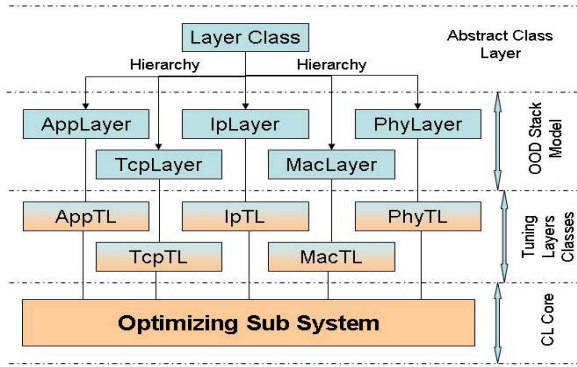 Layer Class
Abstract Class
Layer
Hierarchy
Hierarchy
AppLayer
IpLayer
PhyLayer
TcpLayer
MacLayer
OOD Stack
Model
AppTL
IpTL
PhyTL
TcpTL
MacTL
Tuning
Layers
Classes
Optimizing Sub System
CL Core